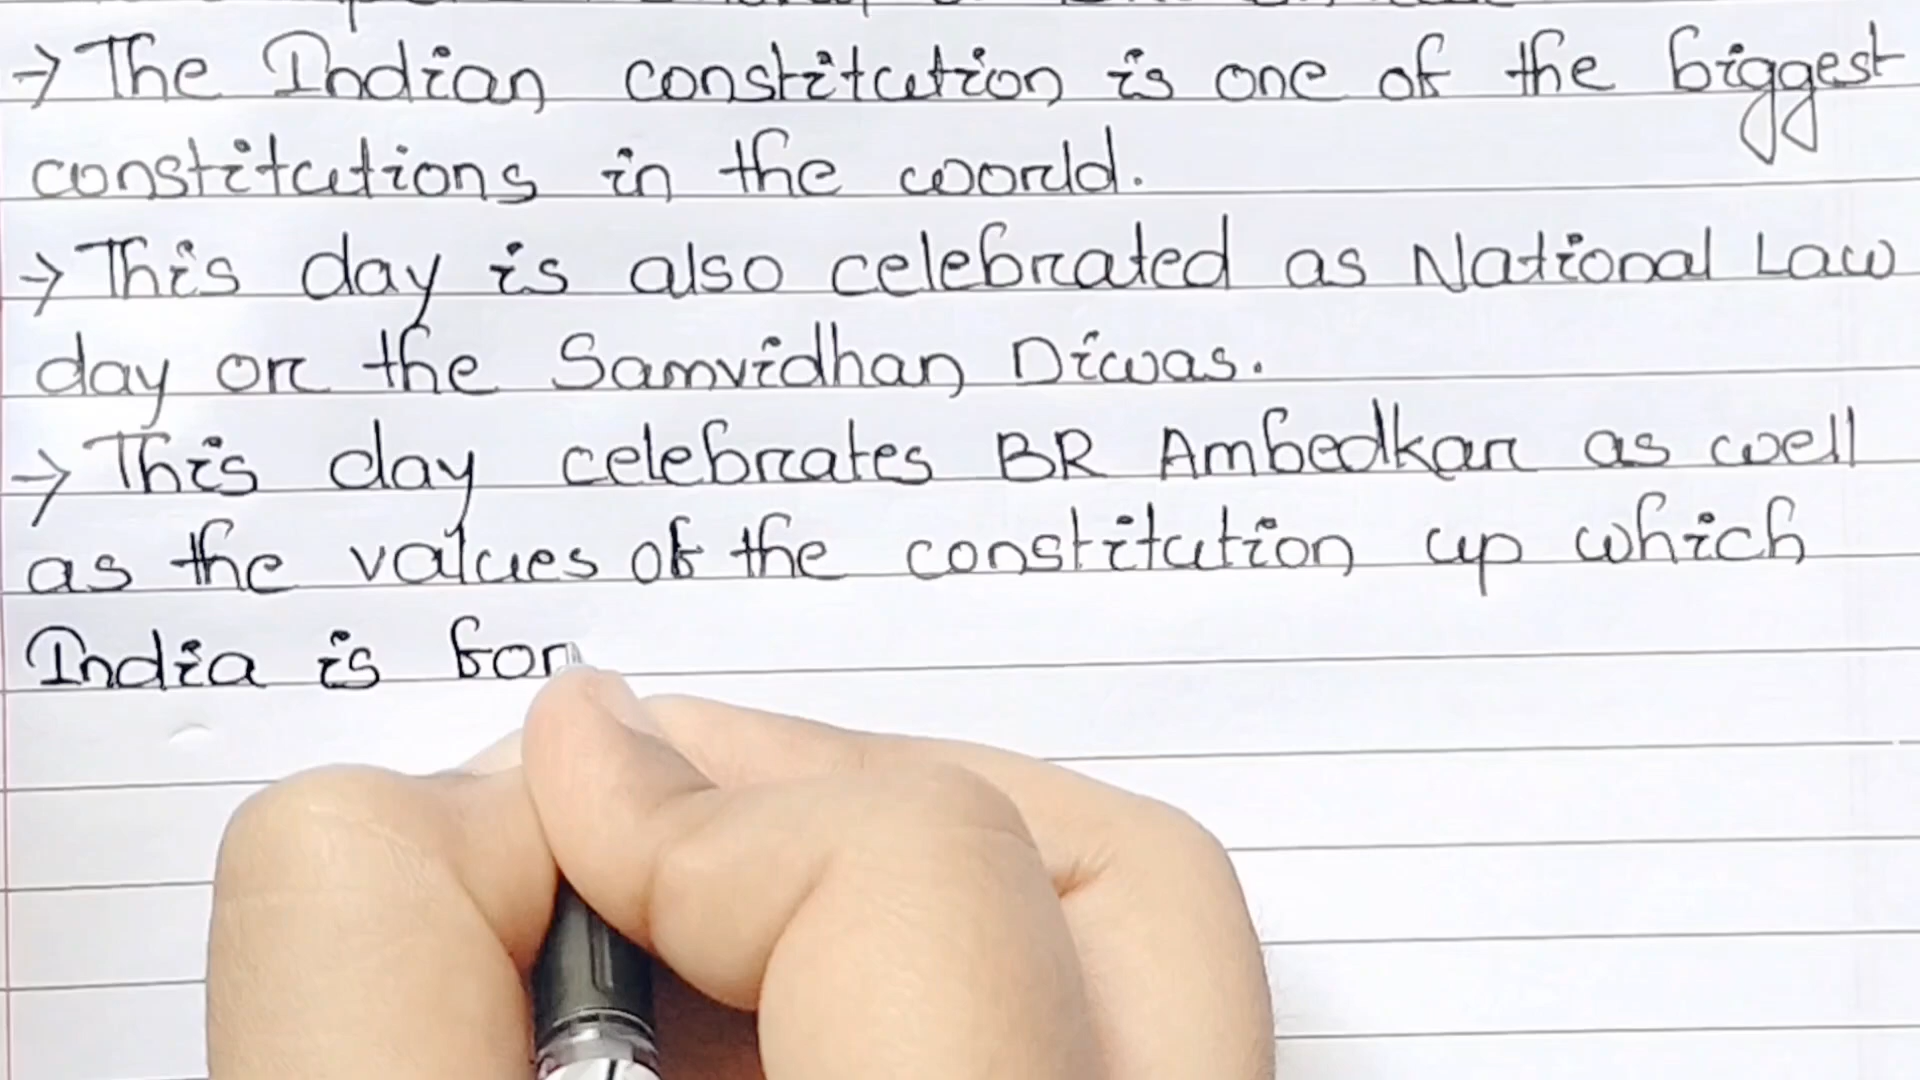 → The Indian constitution is one of the biggest
constitutions in the world.
→ This day is also celebrated as National Law
day or the Samvidhan Diwas.
→ This day celebrates BR Ambedkar as well
as the values of the constitution up which
India is for